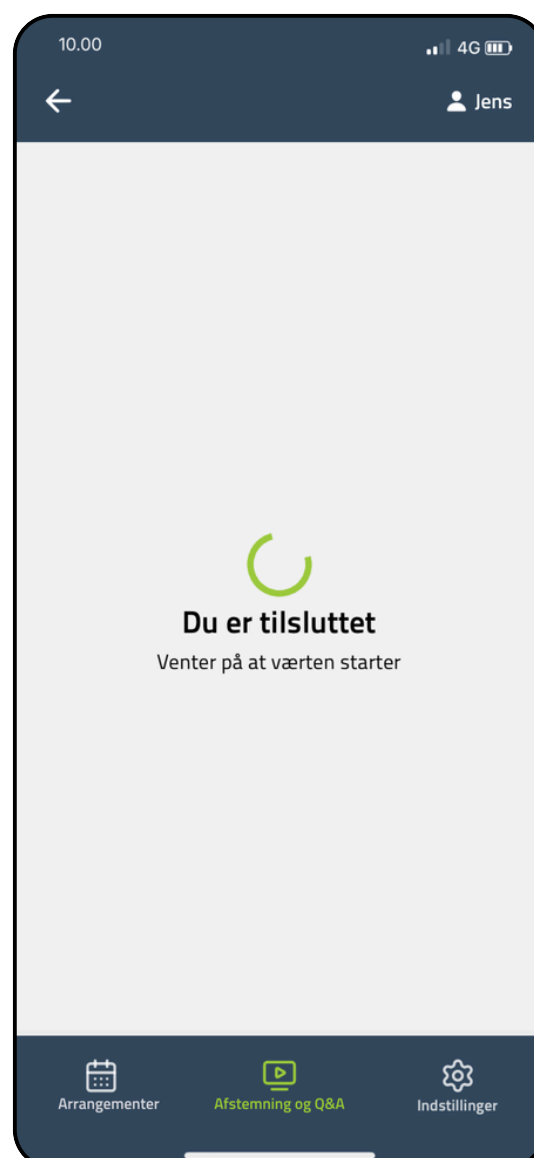 10.00
4G
Jens
Du er tilsluttet
Venter på at værten starter
Arrangementer
Afstemning og Q&A
Indstillinger